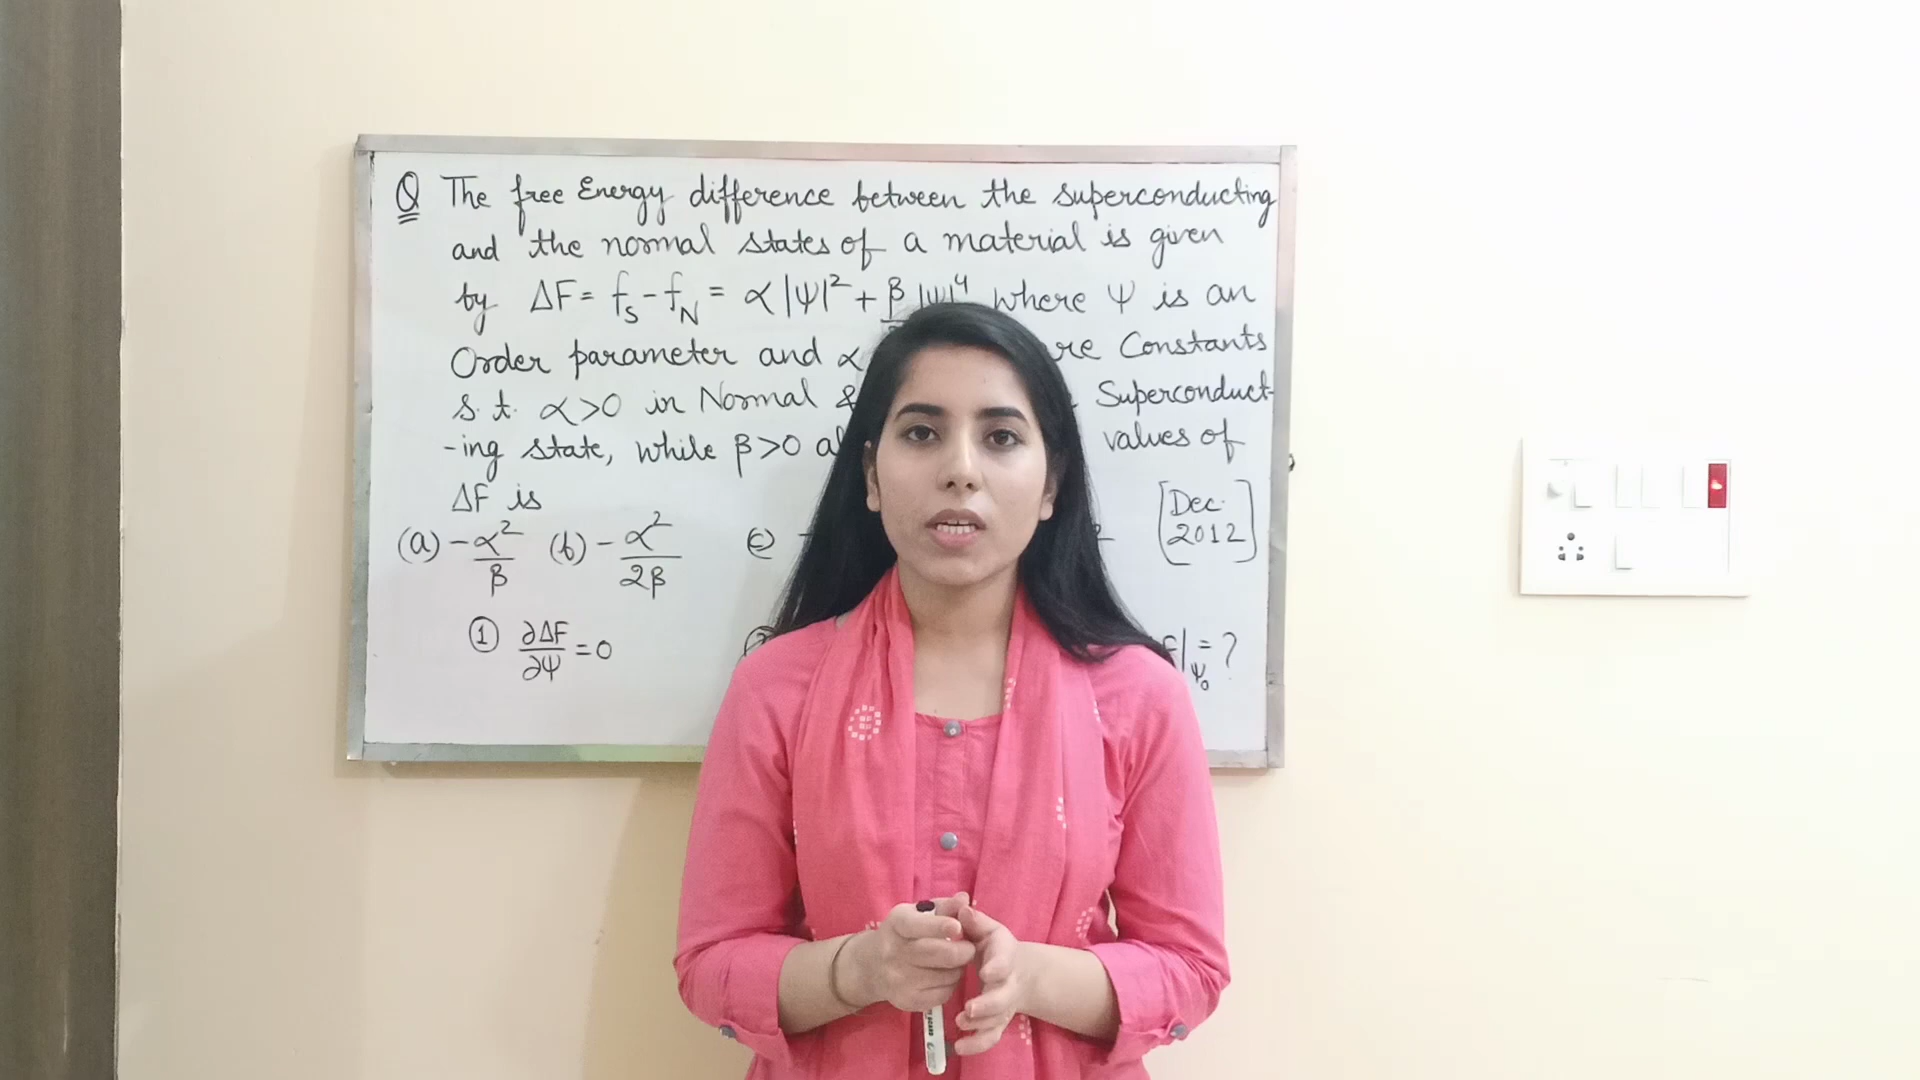 Q The free Energy difference between the superconducting
and the normal states of a material is given
by ΔF = f_S - f_N = α|Ψ|² + β |Ψ|⁴ where Ψ is an
Order parameter and α re Constants
s.t. α>0 in Normal & Superconduct-
-ing state, while β>0 al values of
ΔF is
(a) -α²/β (b) -α²/2β (c) - [Dec. 2012]
① ∂ΔF/∂Ψ = 0 |_Ψ₀ = ?